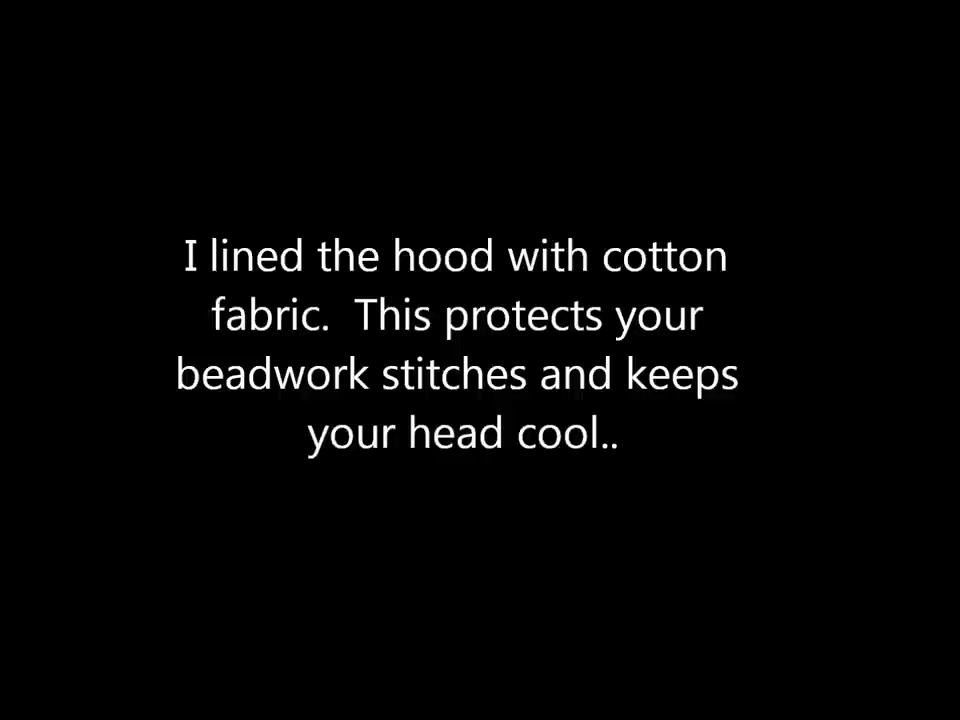 I lined the hood with cotton
fabric.  This protects your
beadwork stitches and keeps
your head cool..